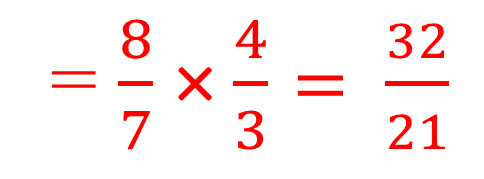 = 8/7 × 4/3 = 32/21